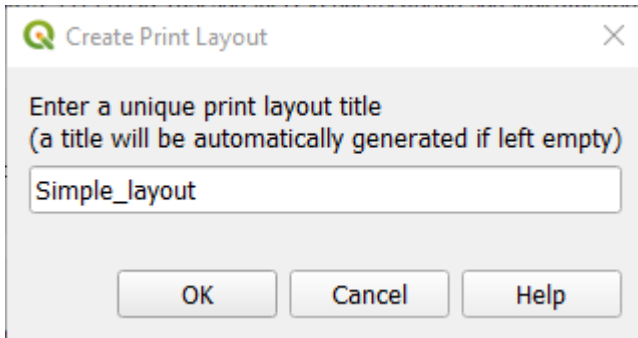 Create Print Layout
Enter a unique print layout title
(a title will be automatically generated if left empty)
Simple_layout
OK Cancel Help